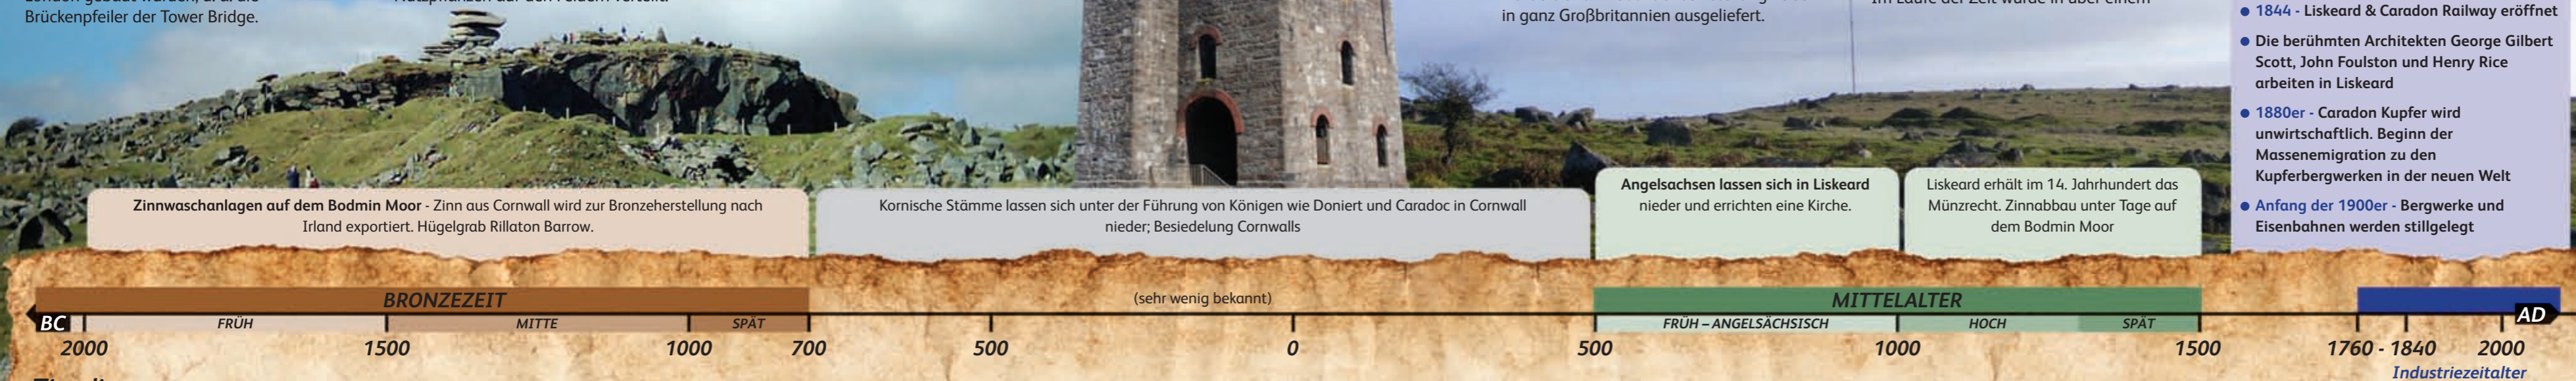 Brückenpfeiler der Tower Bridge.
in ganz Großbritannien ausgeliefert.
1844 - Liskeard & Caradon Railway eröffnet
Die berühmten Architekten George Gilbert
Scott, John Foulston und Henry Rice
arbeiten in Liskeard
1880er - Caradon Kupfer wird
unwirtschaftlich. Beginn der
Massenemigration zu den
Kupferbergwerken in der neuen Welt
Anfang der 1900er - Bergwerke und
Eisenbahnen werden stillgelegt
Zinnwaschanlagen auf dem Bodmin Moor - Zinn aus Cornwall wird zur Bronzeherstellung nach
Irland exportiert. Hügelgrab Rillaton Barrow.
Kornische Stämme lassen sich unter der Führung von Königen wie Doniert und Caradoc in Cornwall
nieder; Besiedelung Cornwalls
Angelsachsen lassen sich in Liskeard
nieder und errichten eine Kirche.
Liskeard erhält im 14. Jahrhundert das
Münzrecht. Zinnabbau unter Tage auf
dem Bodmin Moor
BRONZEZEIT
(sehr wenig bekannt)
MITTELALTER
BC
FRÜH
MITTE
SPÄT
FRÜH – ANGELSÄCHSISCH
HOCH
SPÄT
AD
2000
1500
1000
700
500
0
500
1000
1500
1760 - 1840
2000
Industriezeitalter